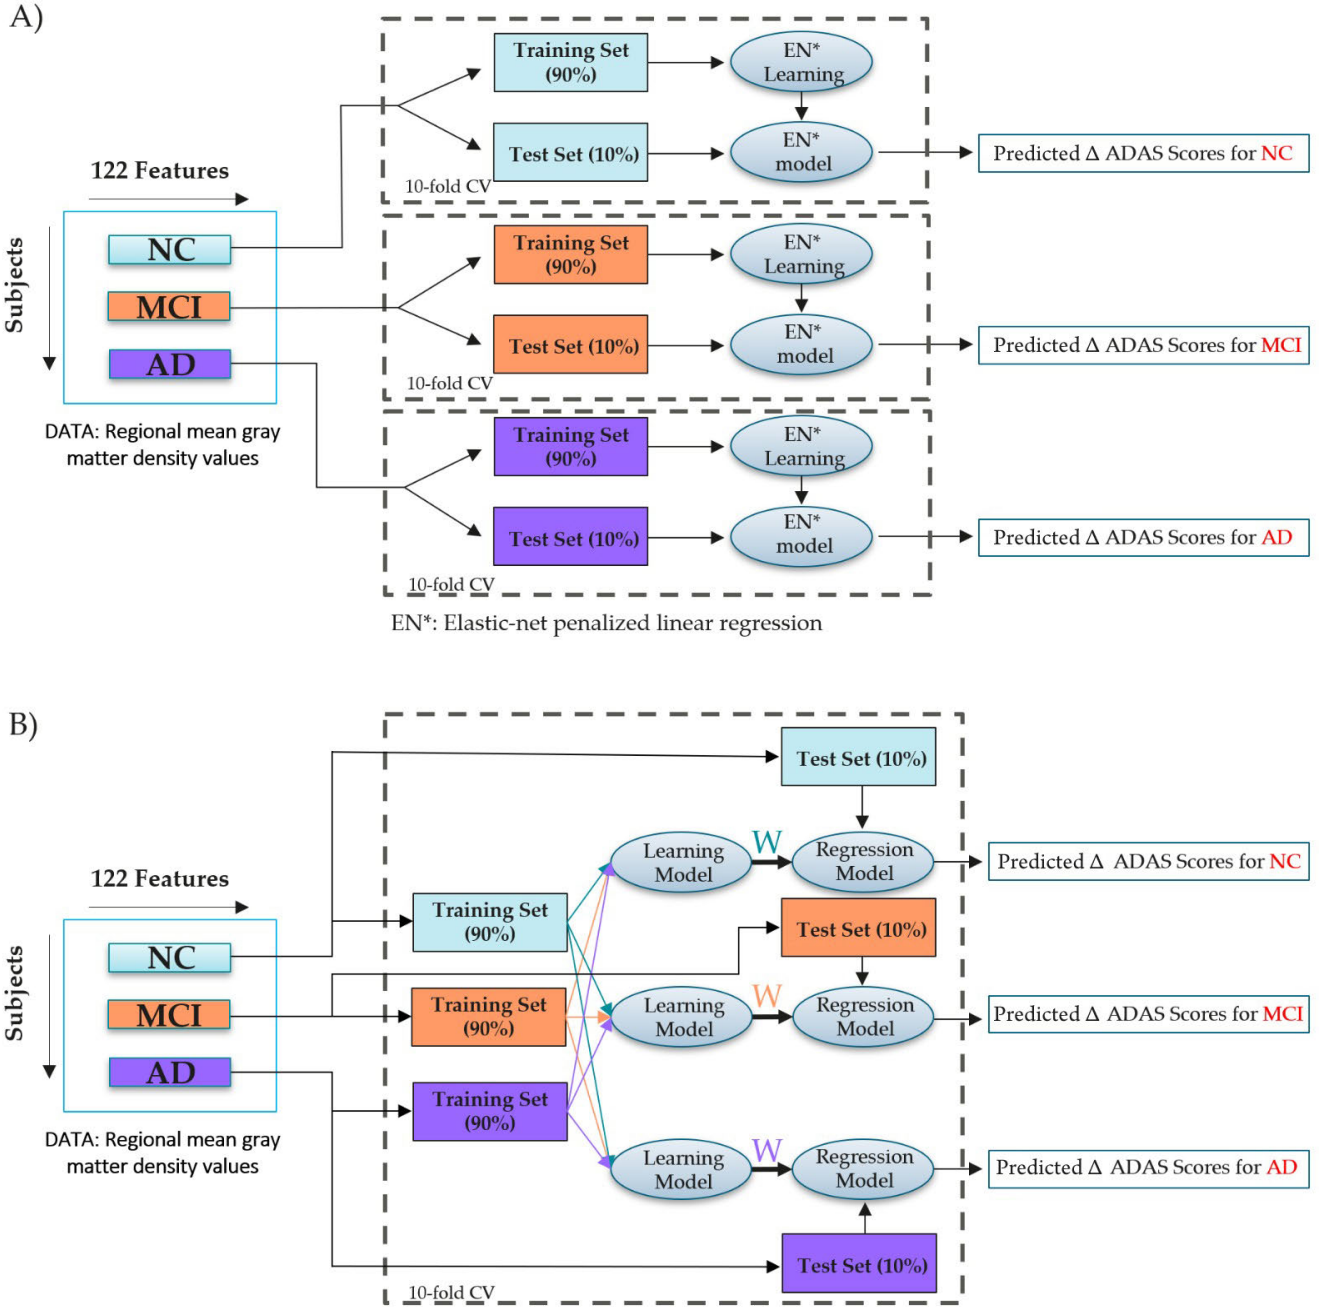 A)
122 Features
Subjects
NC
MCI
AD
DATA: Regional mean gray
matter density values
Training Set
(90%)
Test Set (10%)
10-fold CV
EN*
Learning
EN*
model
Predicted Δ ADAS Scores for NC
Training Set
(90%)
Test Set (10%)
10-fold CV
EN*
Learning
EN*
model
Predicted Δ ADAS Scores for MCI
Training Set
(90%)
Test Set (10%)
10-fold CV
EN*
Learning
EN*
model
Predicted Δ ADAS Scores for AD
EN*: Elastic-net penalized linear regression
B)
122 Features
Subjects
NC
MCI
AD
DATA: Regional mean gray
matter density values
Test Set (10%)
Training Set
(90%)
Learning
Model
W
Regression
Model
Predicted Δ ADAS Scores for NC
Test Set (10%)
Training Set
(90%)
Learning
Model
W
Regression
Model
Predicted Δ ADAS Scores for MCI
Training Set
(90%)
Learning
Model
W
Regression
Model
Predicted Δ ADAS Scores for AD
Test Set (10%)
10-fold CV